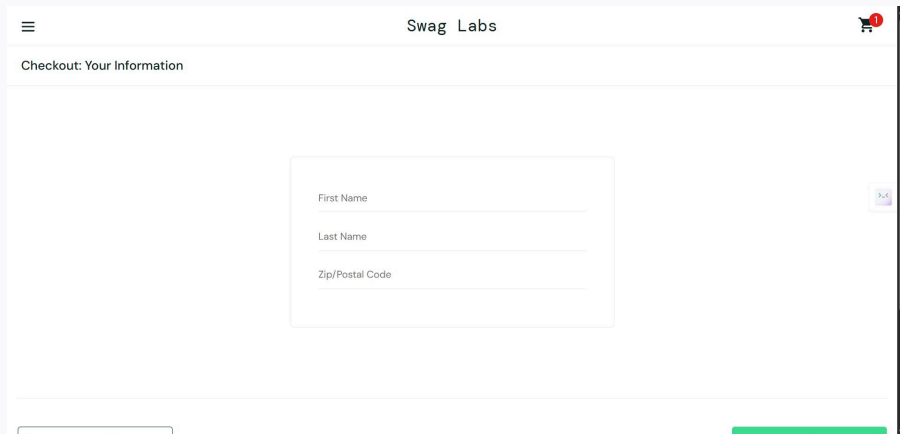 Swag Labs
1
Checkout: Your Information
First Name
Last Name
Zip/Postal Code